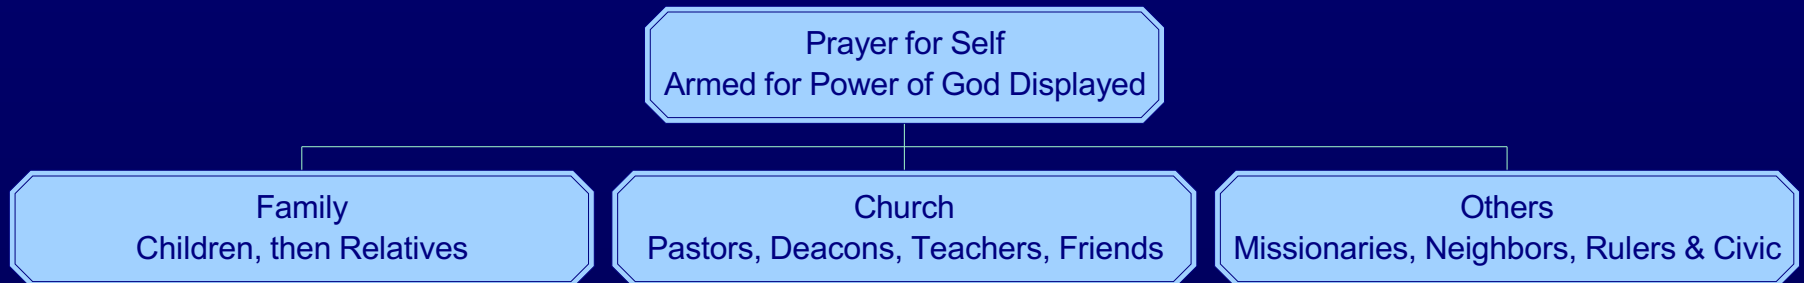 Prayer for Self
Armed for Power of God Displayed
Family
Children, then Relatives
Church
Pastors, Deacons, Teachers, Friends
Others
Missionaries, Neighbors, Rulers & Civic